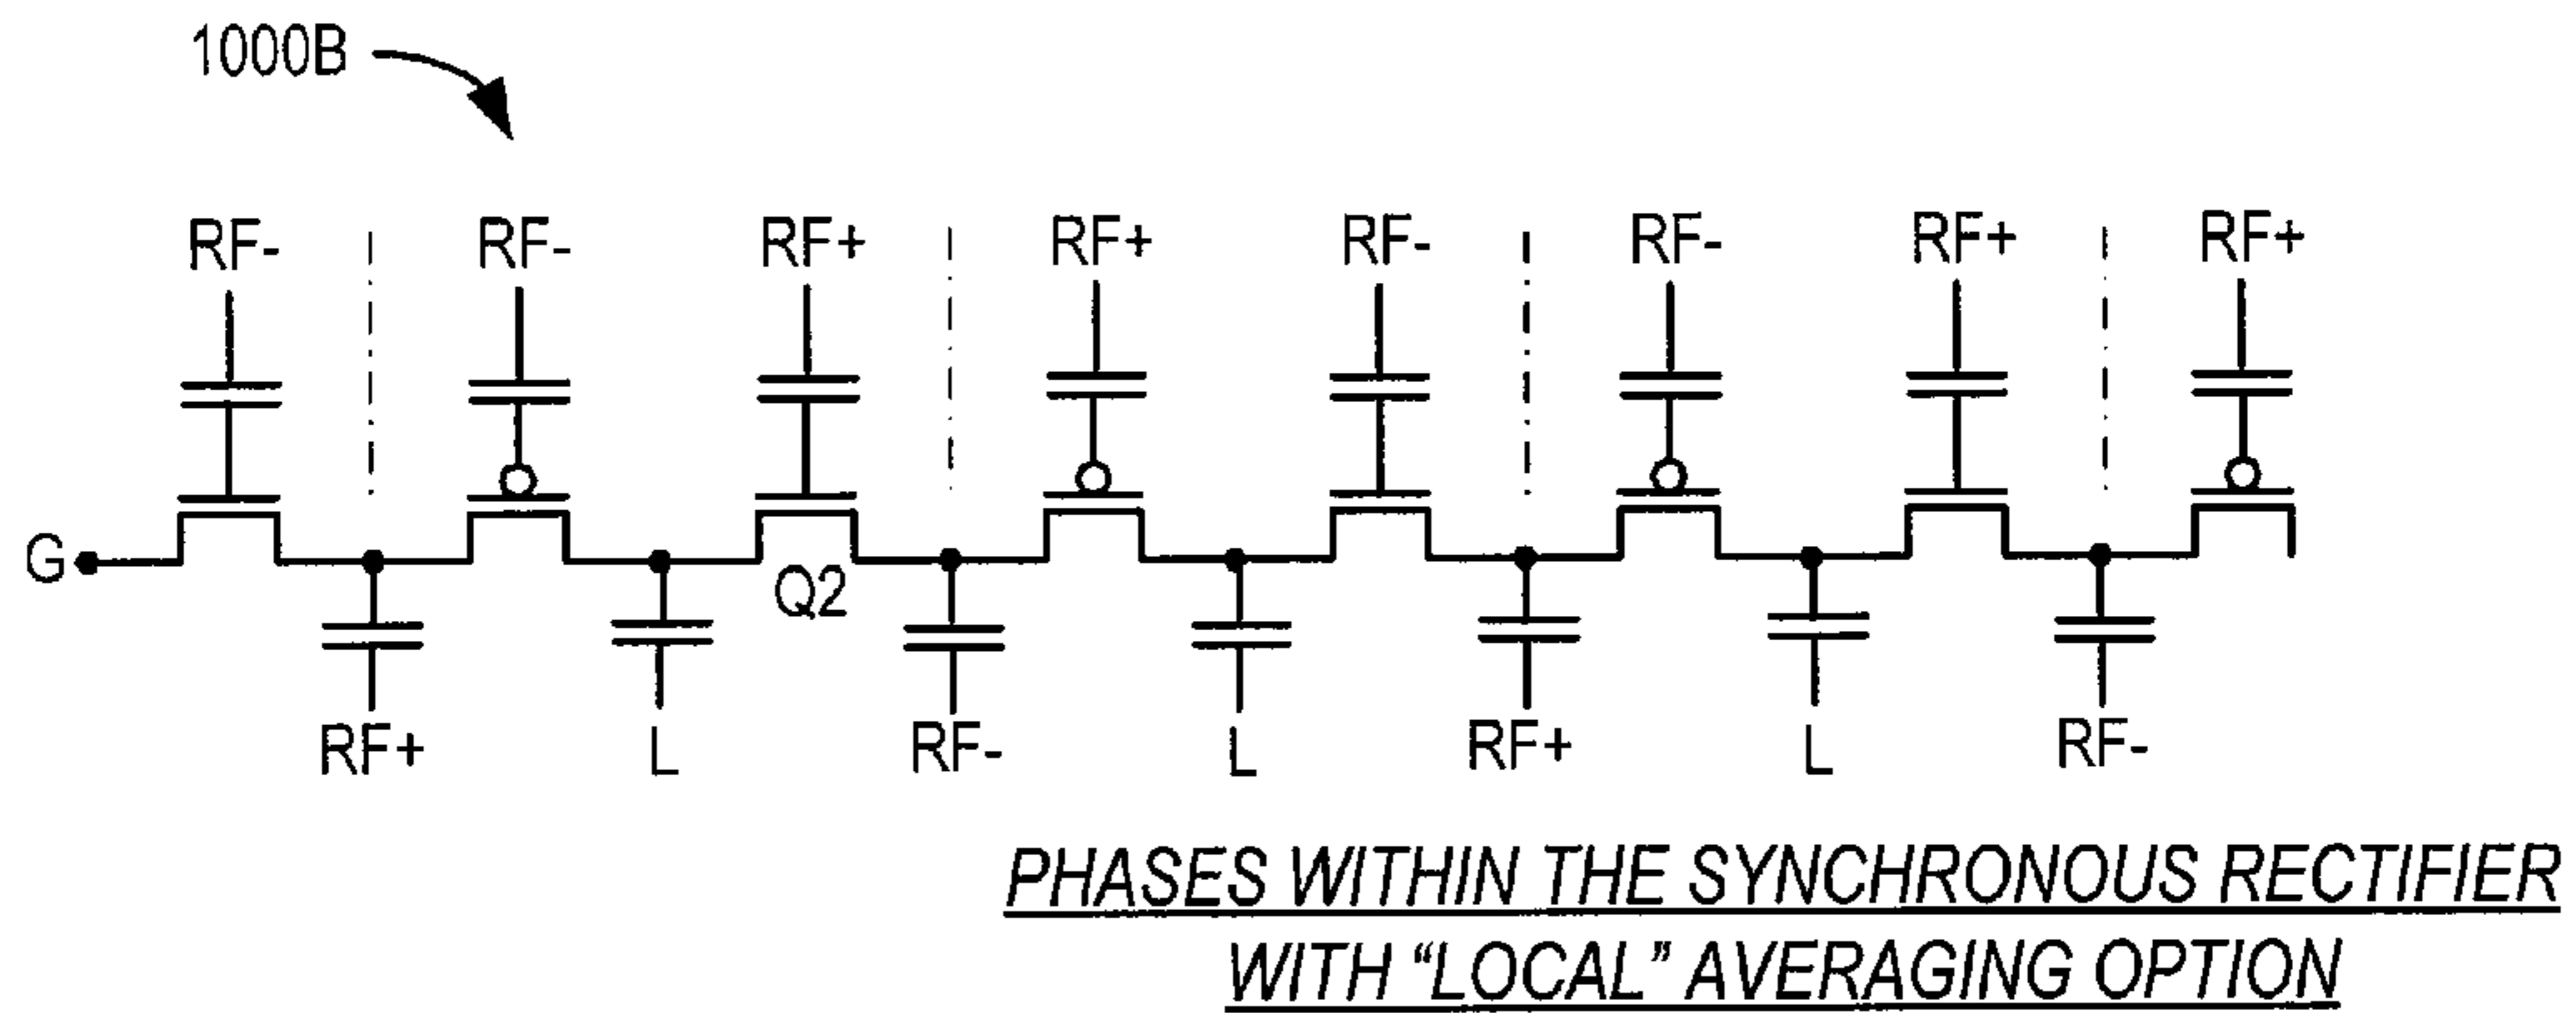 1000B
RF- RF- RF+ RF+ RF- RF- RF+ RF+
G
Q2
RF+ L RF- L RF+ L RF-
PHASES WITHIN THE SYNCHRONOUS RECTIFIER
WITH “LOCAL” AVERAGING OPTION